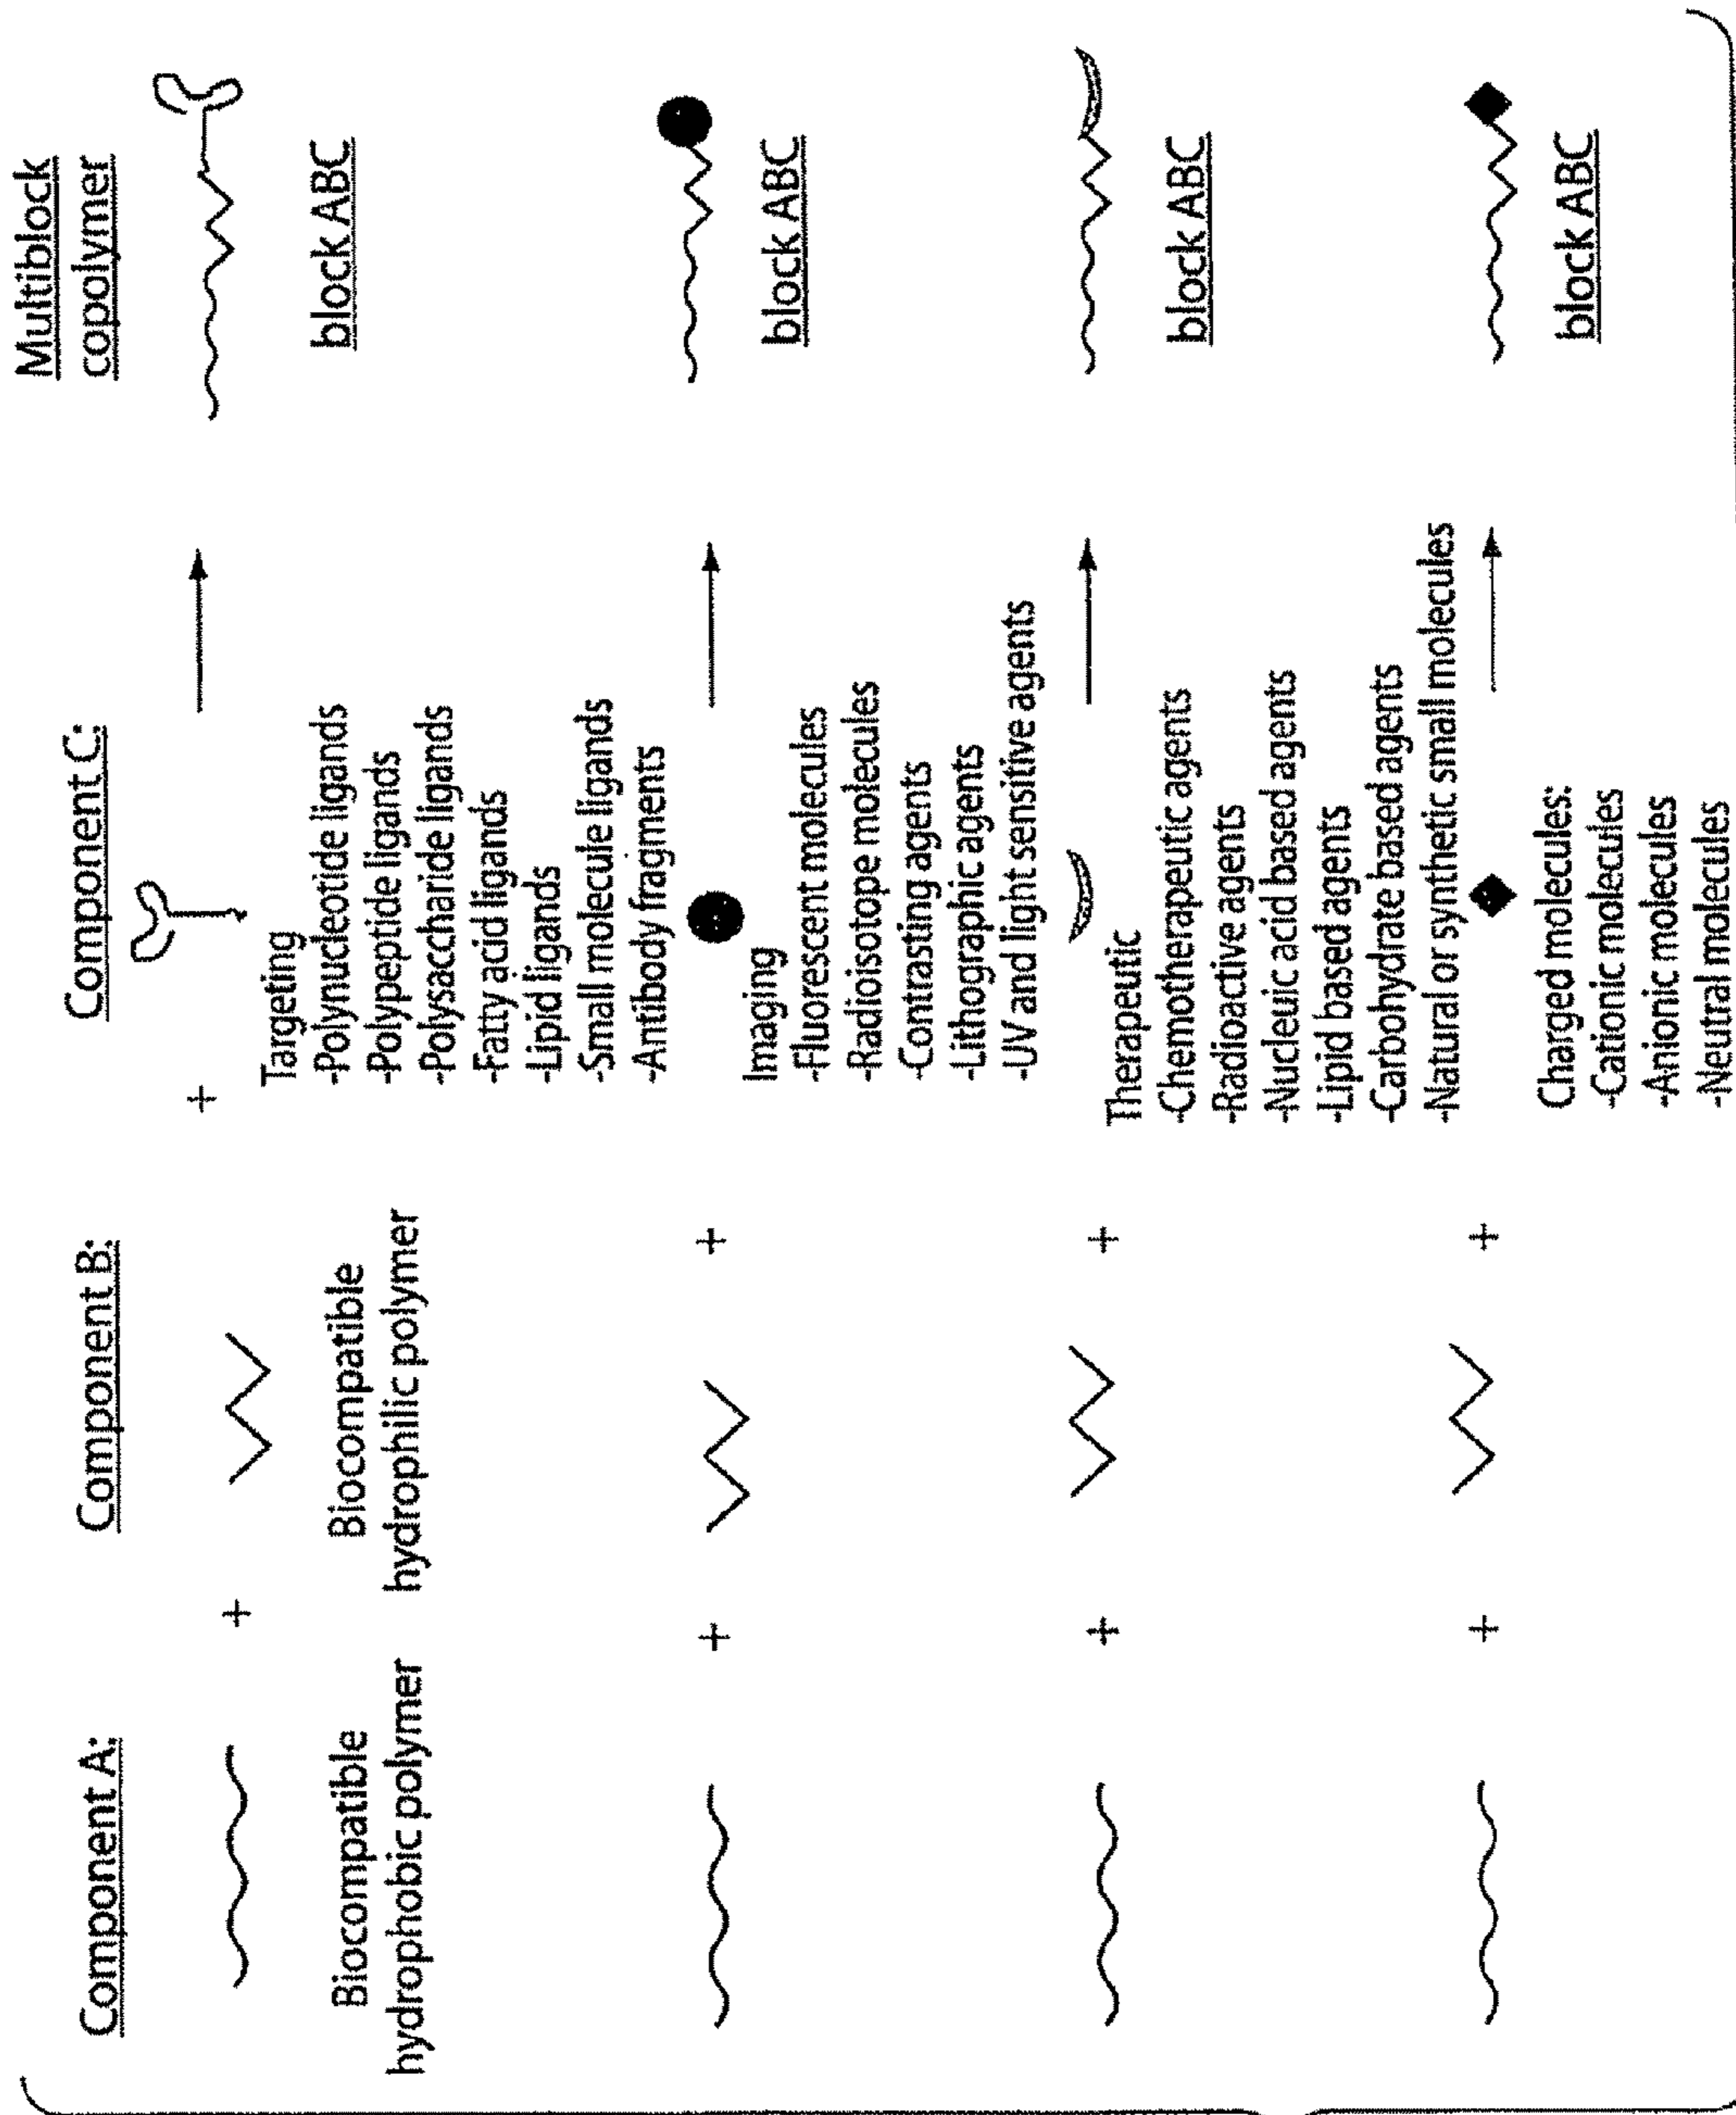 Component A:
Component B:
Component C:
Multiblock
copolymer
+
+
Biocompatible
hydrophobic polymer
Biocompatible
hydrophilic polymer
Targeting
-Polynucleotide ligands
-Polypeptide ligands
-Polysaccharide ligands
-Fatty acid ligands
-Lipid ligands
-Small molecule ligands
-Antibody fragments
block ABC
+
+
Imaging
-Fluorescent molecules
-Radioisotope molecules
-Contrasting agents
-Lithographic agents
-UV and light sensitive agents
block ABC
+
+
Therapeutic
-Chemotherapeutic agents
-Radioactive agents
-Nucleuic acid based agents
-Lipid based agents
-Carbohydrate based agents
-Natural or synthetic small molecules
block ABC
+
+
Charged molecules:
-Cationic molecules
-Anionic molecules
-Neutral molecules
block ABC